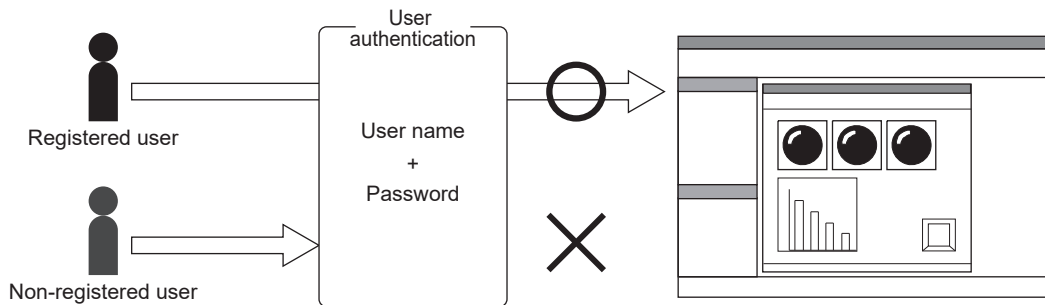 User
authentication
Registered user
User name
+
Password
Non-registered user